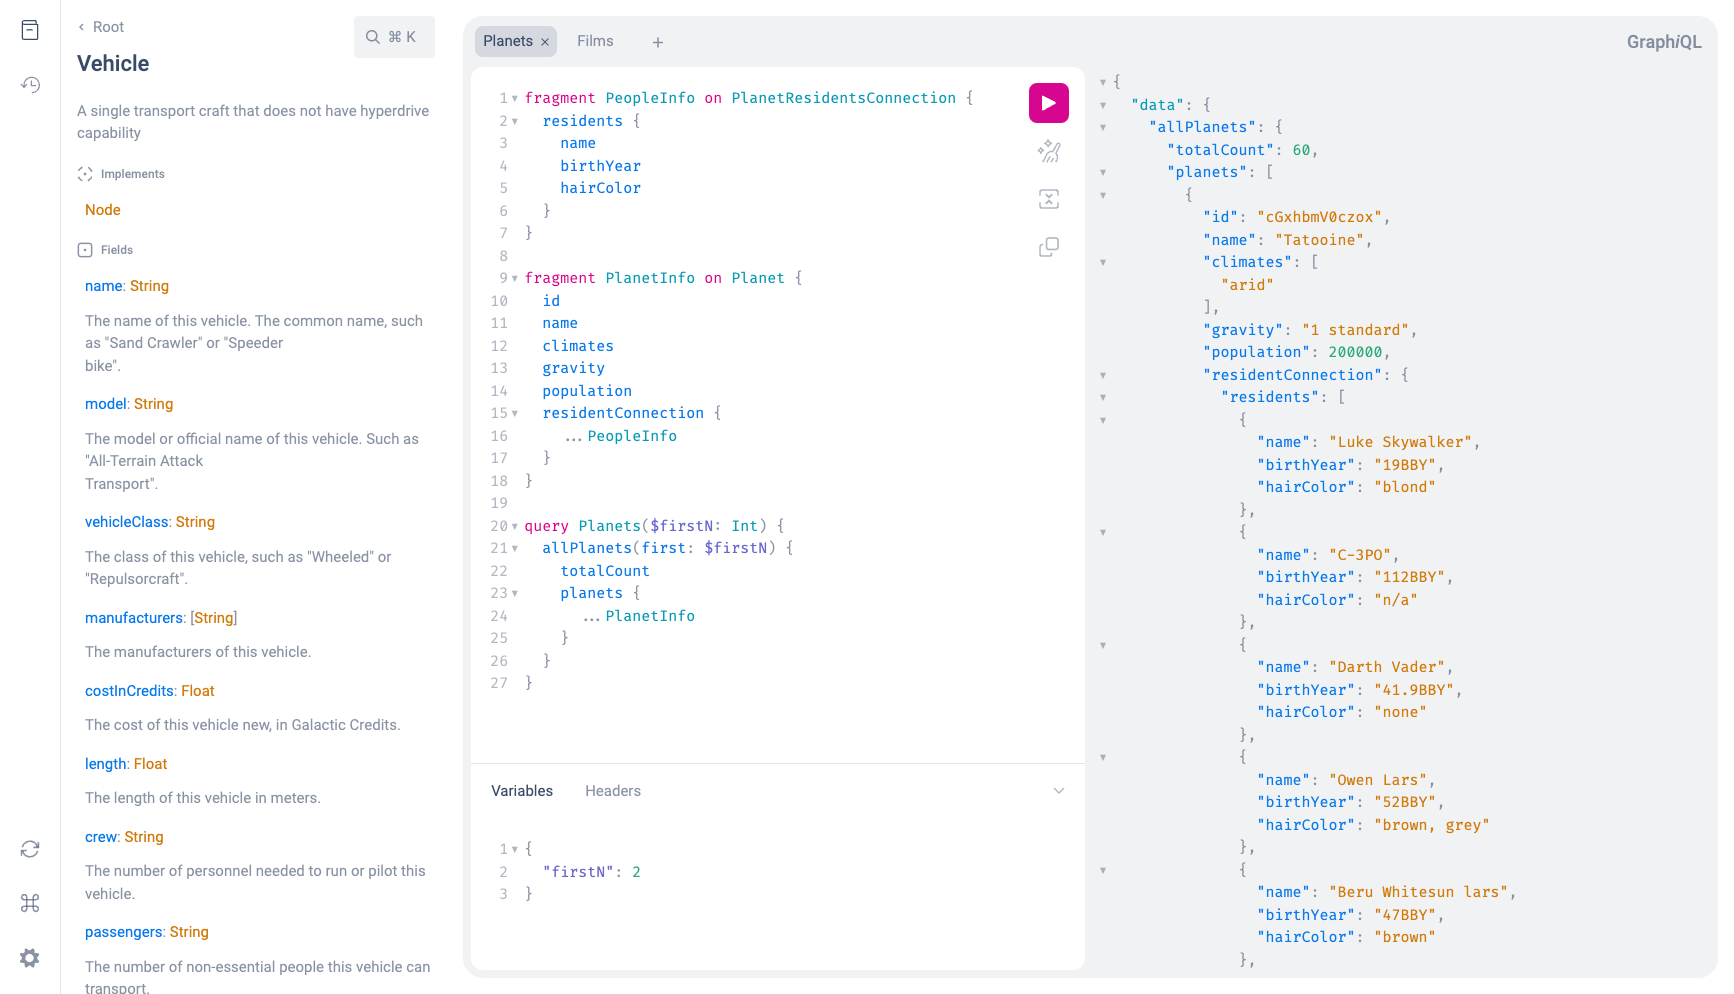 Root
⌘ K
Vehicle
A single transport craft that does not have hyperdrive
capability
Implements
Node
Fields
name: String
The name of this vehicle. The common name, such
as "Sand Crawler" or "Speeder
bike".
model: String
The model or official name of this vehicle. Such as
"All-Terrain Attack
Transport".
vehicleClass: String
The class of this vehicle, such as "Wheeled" or
"Repulsorcraft".
manufacturers: [String]
The manufacturers of this vehicle.
costInCredits: Float
The cost of this vehicle new, in Galactic Credits.
length: Float
The length of this vehicle in meters.
crew: String
The number of personnel needed to run or pilot this
vehicle.
passengers: String
The number of non-essential people this vehicle can
transport.
Planets × Films +
GraphiQL
1 fragment PeopleInfo on PlanetResidentsConnection {
2 residents {
3 name
4 birthYear
5 hairColor
6 }
7 }
8
9 fragment PlanetInfo on Planet {
10 id
11 name
12 climates
13 gravity
14 population
15 residentConnection {
16 ...PeopleInfo
17 }
18 }
19
20 query Planets($firstN: Int) {
21 allPlanets(first: $firstN) {
22 totalCount
23 planets {
24 ...PlanetInfo
25 }
26 }
27 }
Variables Headers
1 {
2 "firstN": 2
3 }
{
"data": {
"allPlanets": {
"totalCount": 60,
"planets": [
{
"id": "cGxhbmV0czox",
"name": "Tatooine",
"climates": [
"arid"
],
"gravity": "1 standard",
"population": 200000,
"residentConnection": {
"residents": [
{
"name": "Luke Skywalker",
"birthYear": "19BBY",
"hairColor": "blond"
},
{
"name": "C-3PO",
"birthYear": "112BBY",
"hairColor": "n/a"
},
{
"name": "Darth Vader",
"birthYear": "41.9BBY",
"hairColor": "none"
},
{
"name": "Owen Lars",
"birthYear": "52BBY",
"hairColor": "brown, grey"
},
{
"name": "Beru Whitesun lars",
"birthYear": "47BBY",
"hairColor": "brown"
},